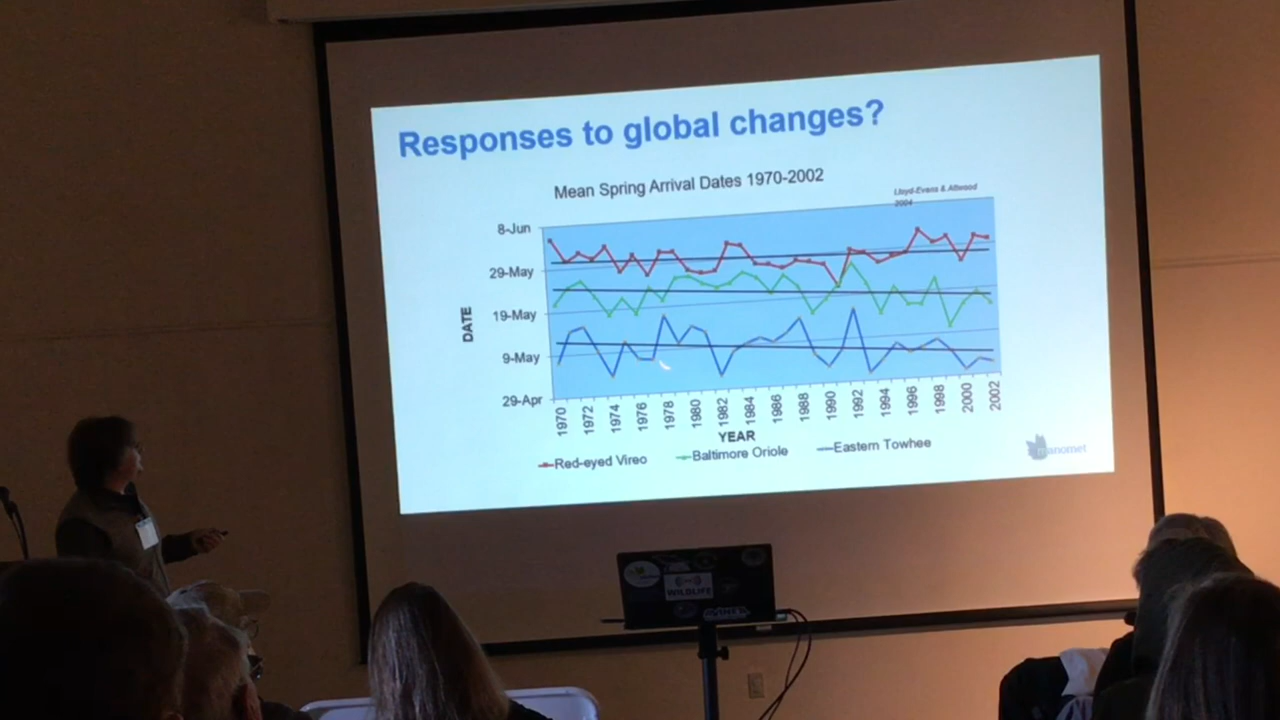 Responses to global changes?
Mean Spring Arrival Dates 1970-2002
Lloyd-Evans & Atwood
2004
8-Jun
29-May
19-May
9-May
29-Apr
DATE
1970 1972 1974 1976 1978 1980 1982 1984 1986 1988 1990 1992 1994 1996 1998 2000 2002
YEAR
Red-eyed Vireo Baltimore Oriole Eastern Towhee
manomet
WILDLIFE